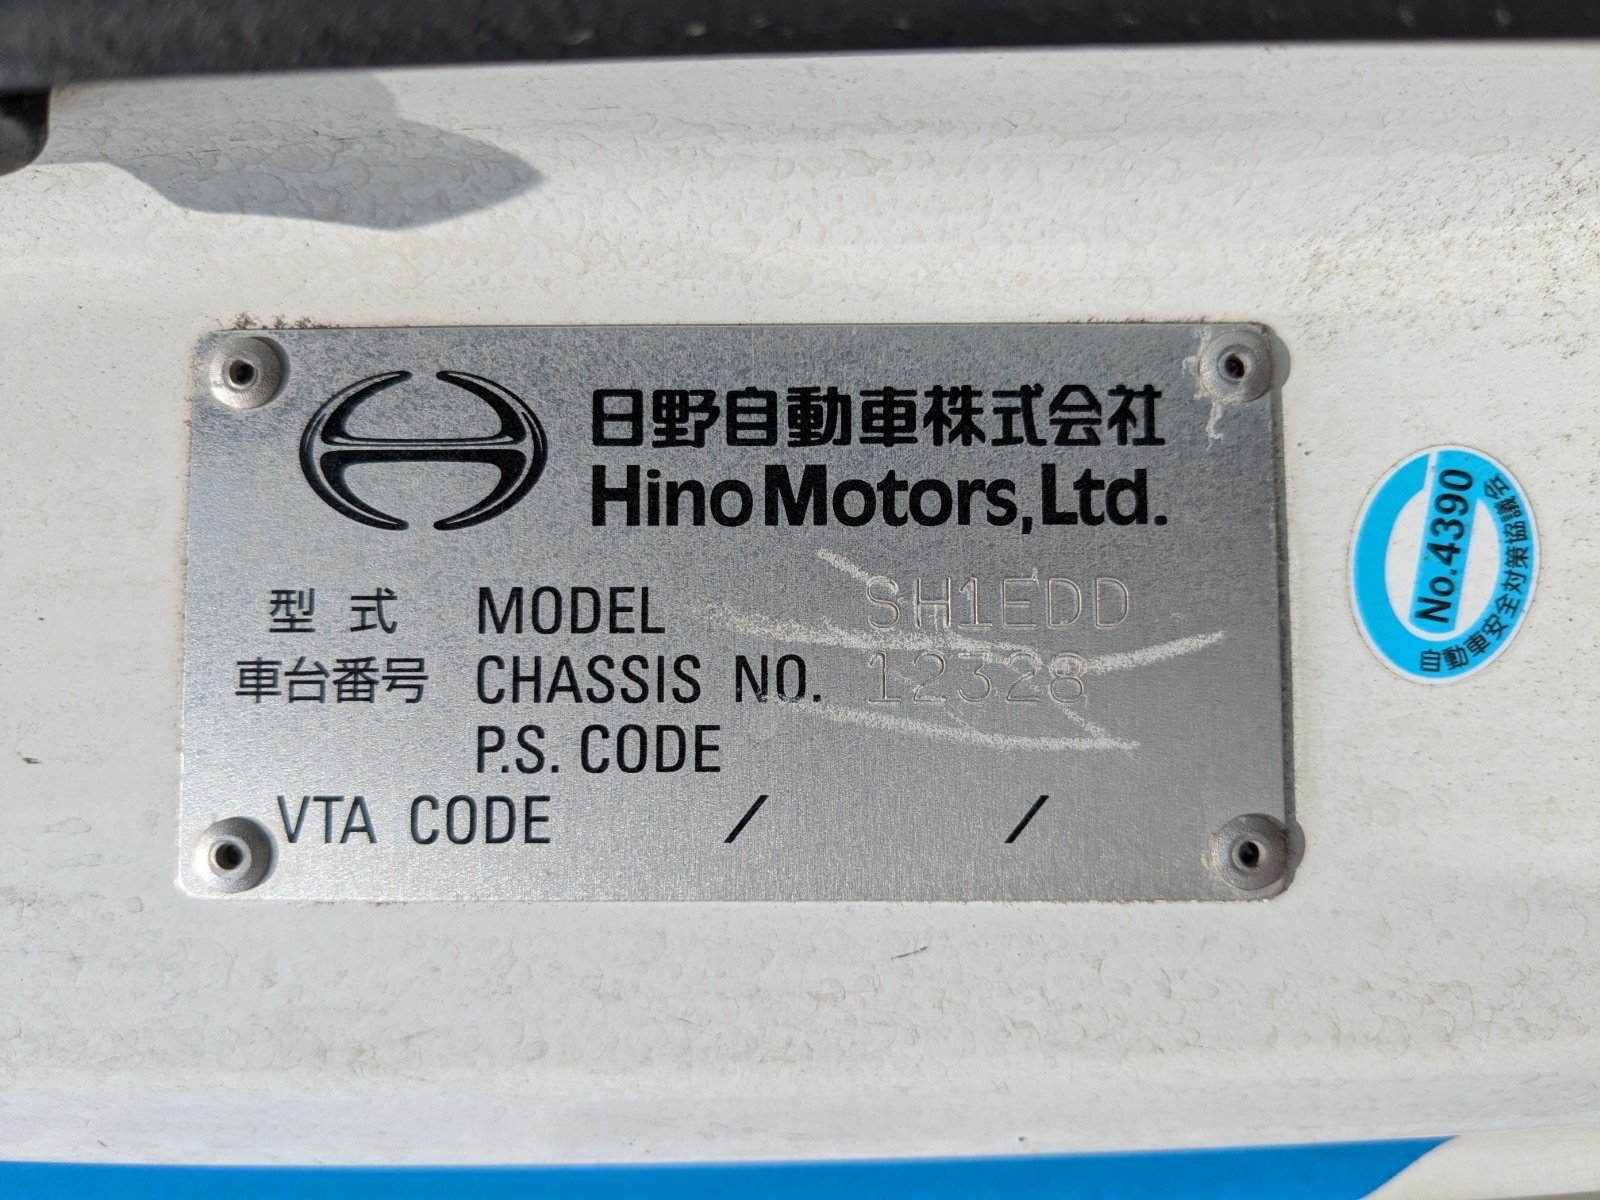 日野自動車株式会社
Hino Motors, Ltd.
型式 MODEL SH1EDD
車台番号 CHASSIS NO. 12328
P.S. CODE
VTA CODE / /
No.4390
自動車安全対策協議会